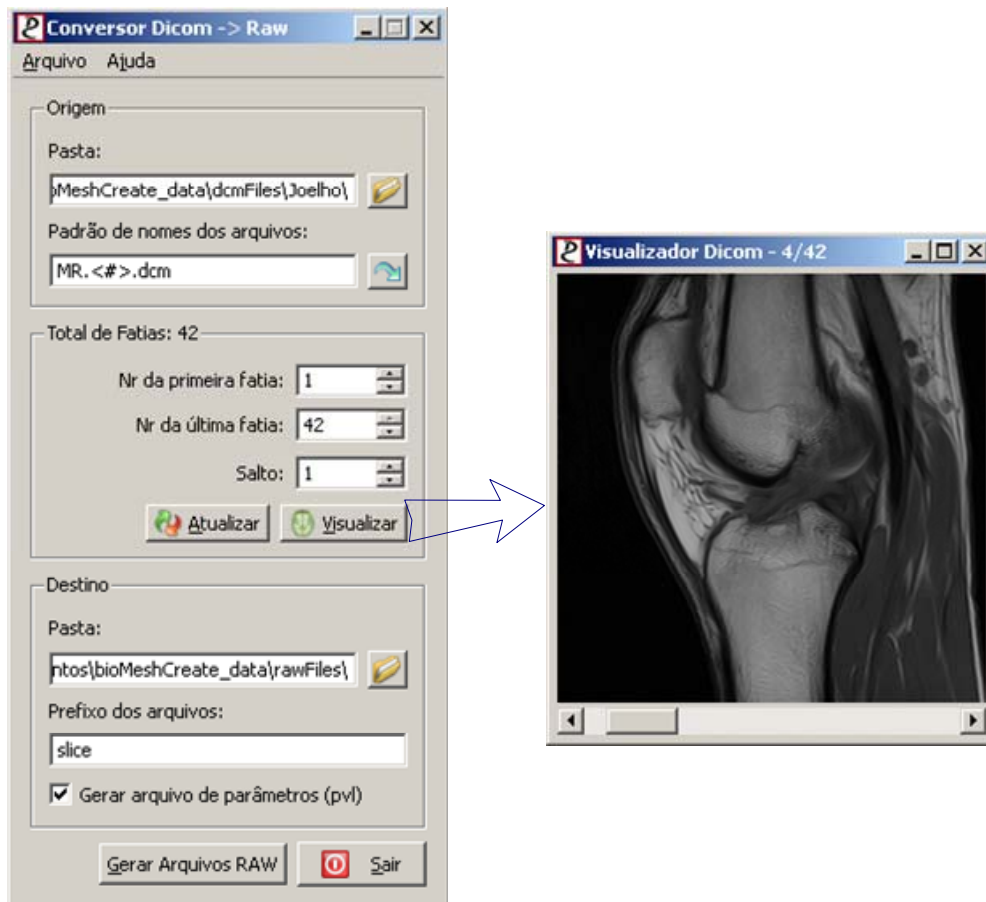 Conversor Dicom -> Raw
Arquivo Ajuda
Origem
Pasta:
oMeshCreate_data\dcmFiles\Joelho\
Padrão de nomes dos arquivos:
MR.<#>.dcm
Total de Fatias: 42
Nr da primeira fatia: 1
Nr da última fatia: 42
Salto: 1
Atualizar Visualizar
Destino
Pasta:
ntos\bioMeshCreate_data\rawFiles\
Prefixo dos arquivos:
slice
Gerar arquivo de parâmetros (pvl)
Gerar Arquivos RAW Sair
Visualizador Dicom - 4/42